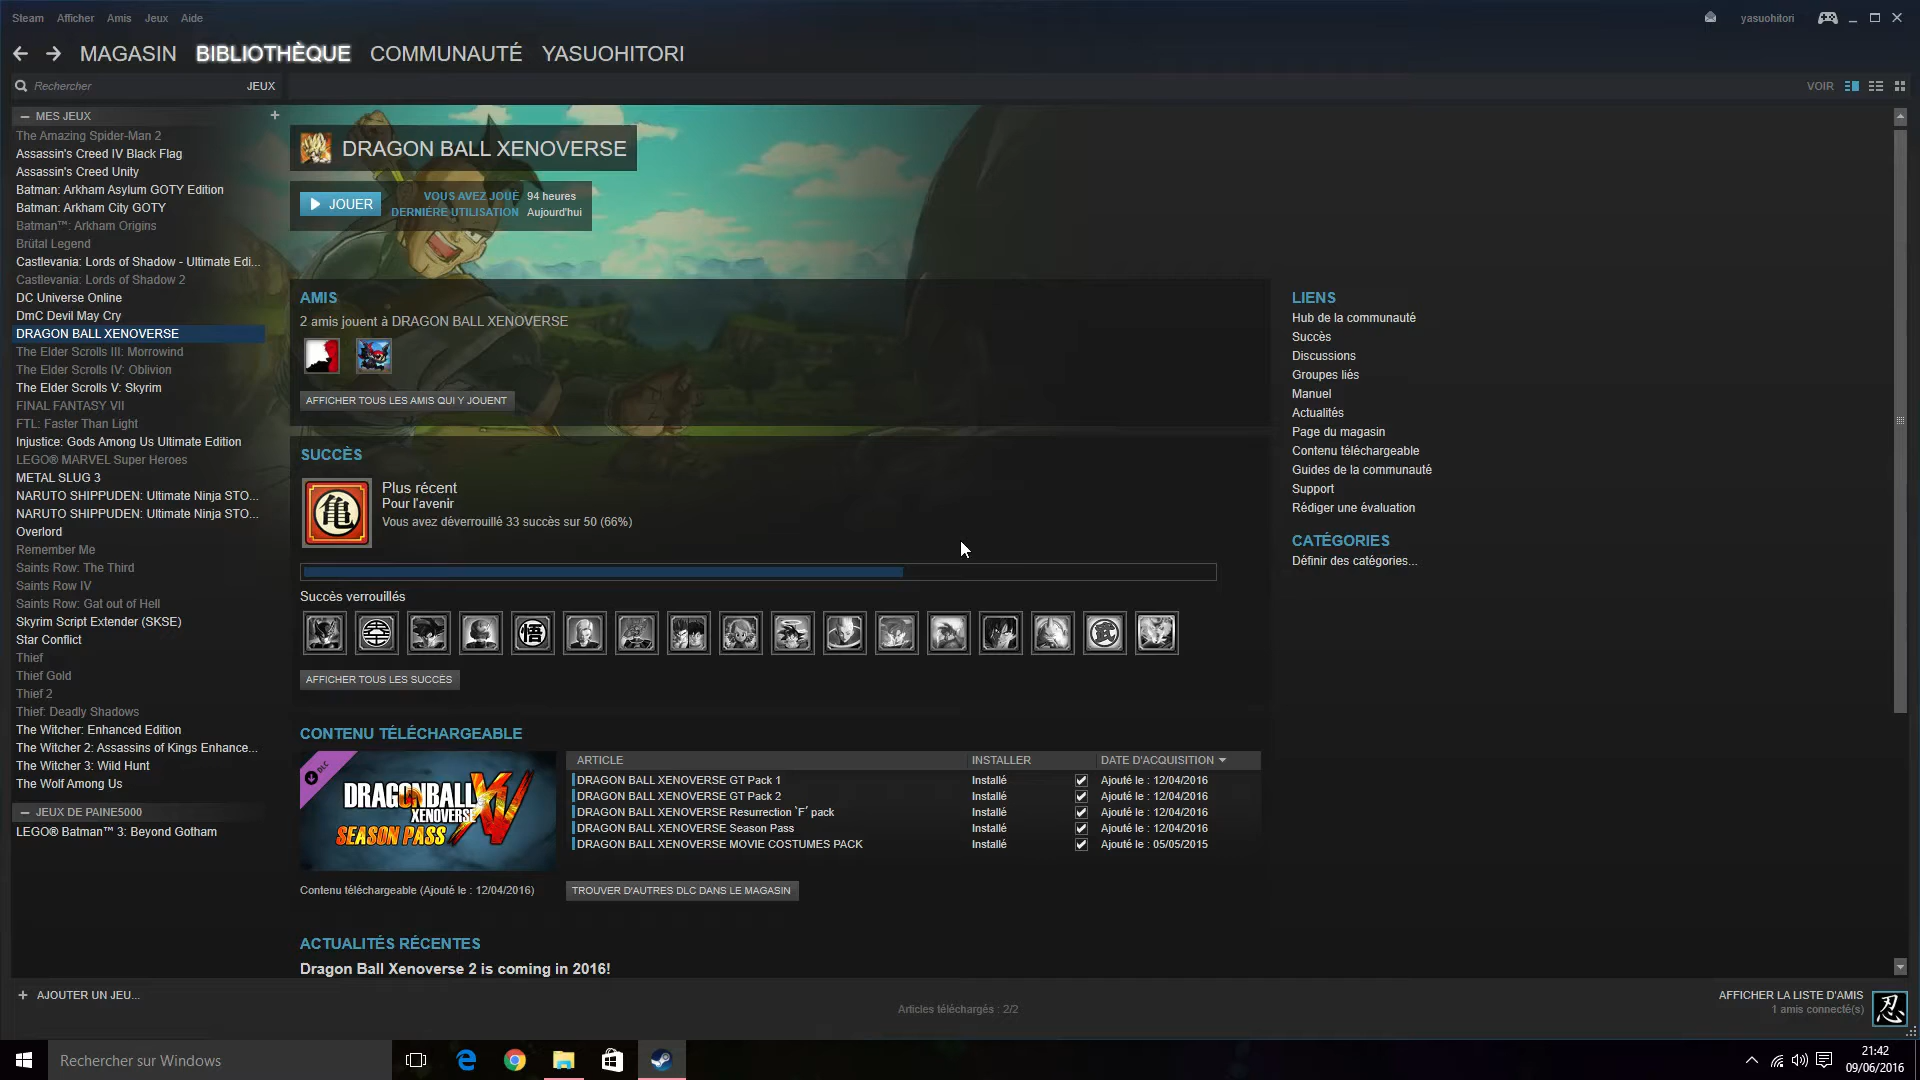 Steam Afficher Amis Jeux Aide
yasuohitori
MAGASIN BIBLIOTHÈQUE COMMUNAUTÉ YASUOHITORI
Rechercher JEUX
VOIR
MES JEUX
The Amazing Spider-Man 2
Assassin's Creed IV Black Flag
Assassin's Creed Unity
Batman: Arkham Asylum GOTY Edition
Batman: Arkham City GOTY
Batman™: Arkham Origins
Brütal Legend
Castlevania: Lords of Shadow - Ultimate Edi...
Castlevania: Lords of Shadow 2
DC Universe Online
DmC Devil May Cry
DRAGON BALL XENOVERSE
The Elder Scrolls III: Morrowind
The Elder Scrolls IV: Oblivion
The Elder Scrolls V: Skyrim
FINAL FANTASY VII
FTL: Faster Than Light
Injustice: Gods Among Us Ultimate Edition
LEGO® MARVEL Super Heroes
METAL SLUG 3
NARUTO SHIPPUDEN: Ultimate Ninja STO...
NARUTO SHIPPUDEN: Ultimate Ninja STO...
Overlord
Remember Me
Saints Row: The Third
Saints Row IV
Saints Row: Gat out of Hell
Skyrim Script Extender (SKSE)
Star Conflict
Thief
Thief Gold
Thief 2
Thief: Deadly Shadows
The Witcher: Enhanced Edition
The Witcher 2: Assassins of Kings Enhance...
The Witcher 3: Wild Hunt
The Wolf Among Us
JEUX DE PAINE5000
LEGO® Batman™ 3: Beyond Gotham
DRAGON BALL XENOVERSE
JOUER
VOUS AVEZ JOUÉ 94 heures
DERNIÈRE UTILISATION Aujourd'hui
AMIS
2 amis jouent à DRAGON BALL XENOVERSE
AFFICHER TOUS LES AMIS QUI Y JOUENT
SUCCÈS
亀
Plus récent
Pour l'avenir
Vous avez déverrouillé 33 succès sur 50 (66%)
Succès verrouillés
悟
武
AFFICHER TOUS LES SUCCÈS
CONTENU TÉLÉCHARGEABLE
DLC
DRAGONBALL
XENOVERSE
XV
SEASON PASS
Contenu téléchargeable (Ajouté le : 12/04/2016)
ARTICLE INSTALLER DATE D'ACQUISITION
DRAGON BALL XENOVERSE GT Pack 1 Installé Ajouté le : 12/04/2016
DRAGON BALL XENOVERSE GT Pack 2 Installé Ajouté le : 12/04/2016
DRAGON BALL XENOVERSE Resurrection `F´ pack Installé Ajouté le : 12/04/2016
DRAGON BALL XENOVERSE Season Pass Installé Ajouté le : 12/04/2016
DRAGON BALL XENOVERSE MOVIE COSTUMES PACK Installé Ajouté le : 05/05/2015
TROUVER D'AUTRES DLC DANS LE MAGASIN
ACTUALITÉS RÉCENTES
Dragon Ball Xenoverse 2 is coming in 2016!
LIENS
Hub de la communauté
Succès
Discussions
Groupes liés
Manuel
Actualités
Page du magasin
Contenu téléchargeable
Guides de la communauté
Support
Rédiger une évaluation
CATÉGORIES
Définir des catégories...
AJOUTER UN JEU...
Articles téléchargés : 2/2
AFFICHER LA LISTE D'AMIS
1 amis connecté(s)
忍
Rechercher sur Windows
21:42
09/06/2016